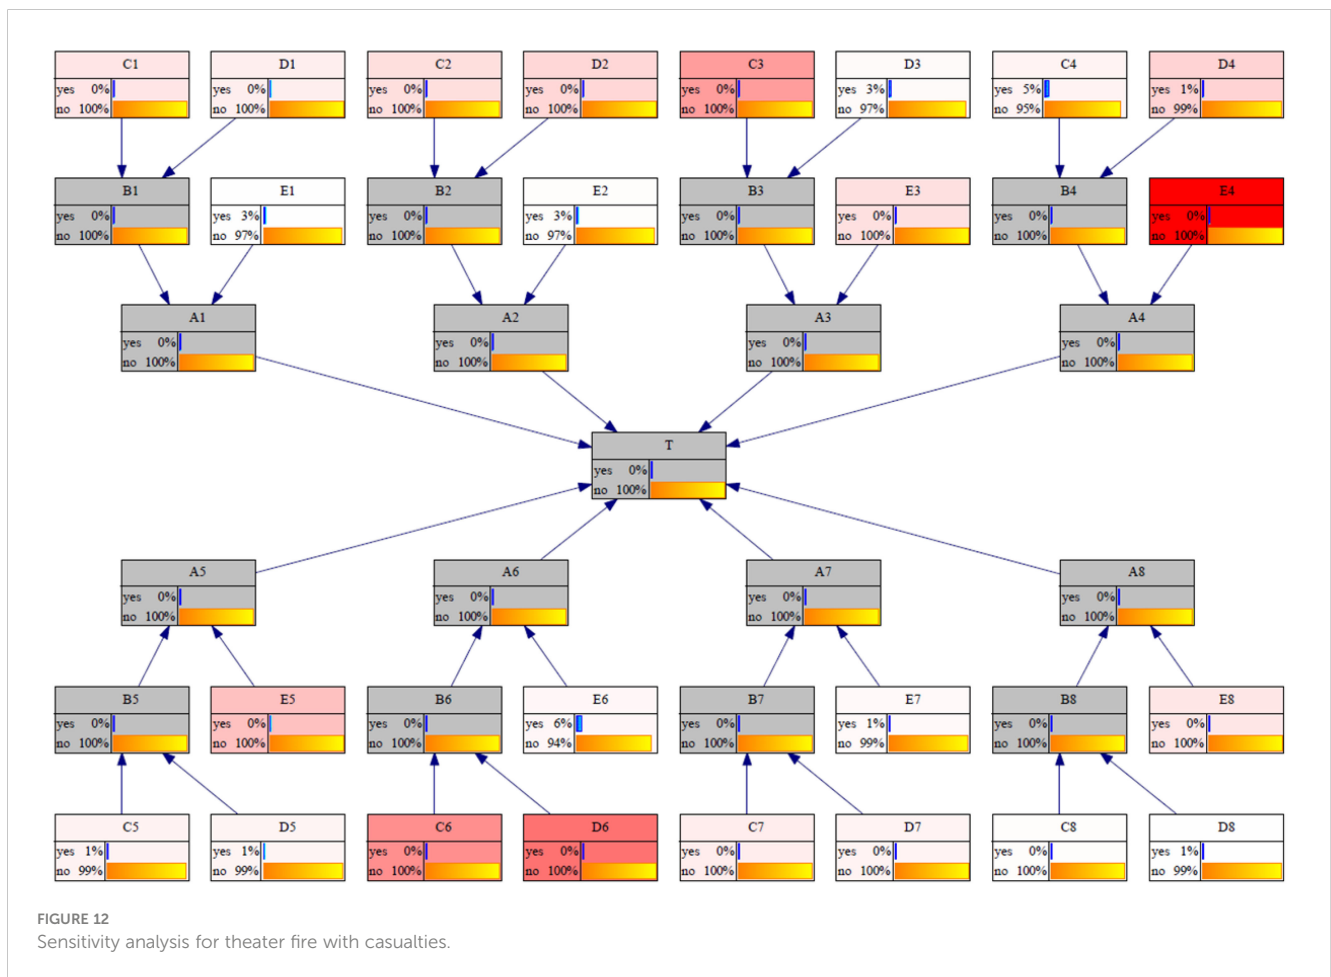 C1
yes 0%
no 100%
D1
yes 0%
no 100%
C2
yes 0%
no 100%
D2
yes 0%
no 100%
C3
yes 0%
no 100%
D3
yes 3%
no 97%
C4
yes 5%
no 95%
D4
yes 1%
no 99%
B1
yes 0%
no 100%
E1
yes 3%
no 97%
B2
yes 0%
no 100%
E2
yes 3%
no 97%
B3
yes 0%
no 100%
E3
yes 0%
no 100%
B4
yes 0%
no 100%
E4
yes 0%
no 100%
A1
yes 0%
no 100%
A2
yes 0%
no 100%
A3
yes 0%
no 100%
A4
yes 0%
no 100%
T
yes 0%
no 100%
A5
yes 0%
no 100%
A6
yes 0%
no 100%
A7
yes 0%
no 100%
A8
yes 0%
no 100%
B5
yes 0%
no 100%
E5
yes 0%
no 100%
B6
yes 0%
no 100%
E6
yes 6%
no 94%
B7
yes 0%
no 100%
E7
yes 1%
no 99%
B8
yes 0%
no 100%
E8
yes 0%
no 100%
C5
yes 1%
no 99%
D5
yes 1%
no 99%
C6
yes 0%
no 100%
D6
yes 0%
no 100%
C7
yes 0%
no 100%
D7
yes 0%
no 100%
C8
yes 0%
no 100%
D8
yes 1%
no 99%
FIGURE 12
Sensitivity analysis for theater fire with casualties.